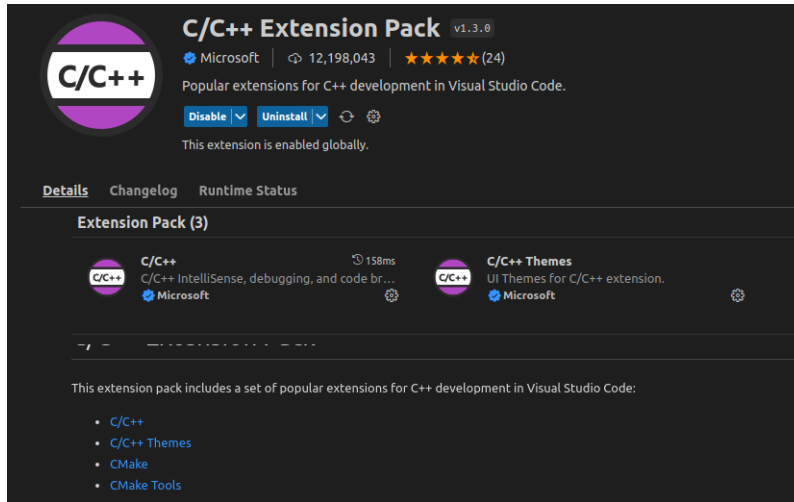 C/C++ Extension Pack v1.3.0
Microsoft 12,198,043 (24)
C/C++
Popular extensions for C++ development in Visual Studio Code.
Disable Uninstall
This extension is enabled globally.
Details Changelog Runtime Status
Extension Pack (3)
C/C++ 158ms
C/C++
C/C++ IntelliSense, debugging, and code br...
Microsoft
C/C++ Themes
C/C++
UI Themes for C/C++ extension.
Microsoft
This extension pack includes a set of popular extensions for C++ development in Visual Studio Code:
• C/C++
• C/C++ Themes
• CMake
• CMake Tools